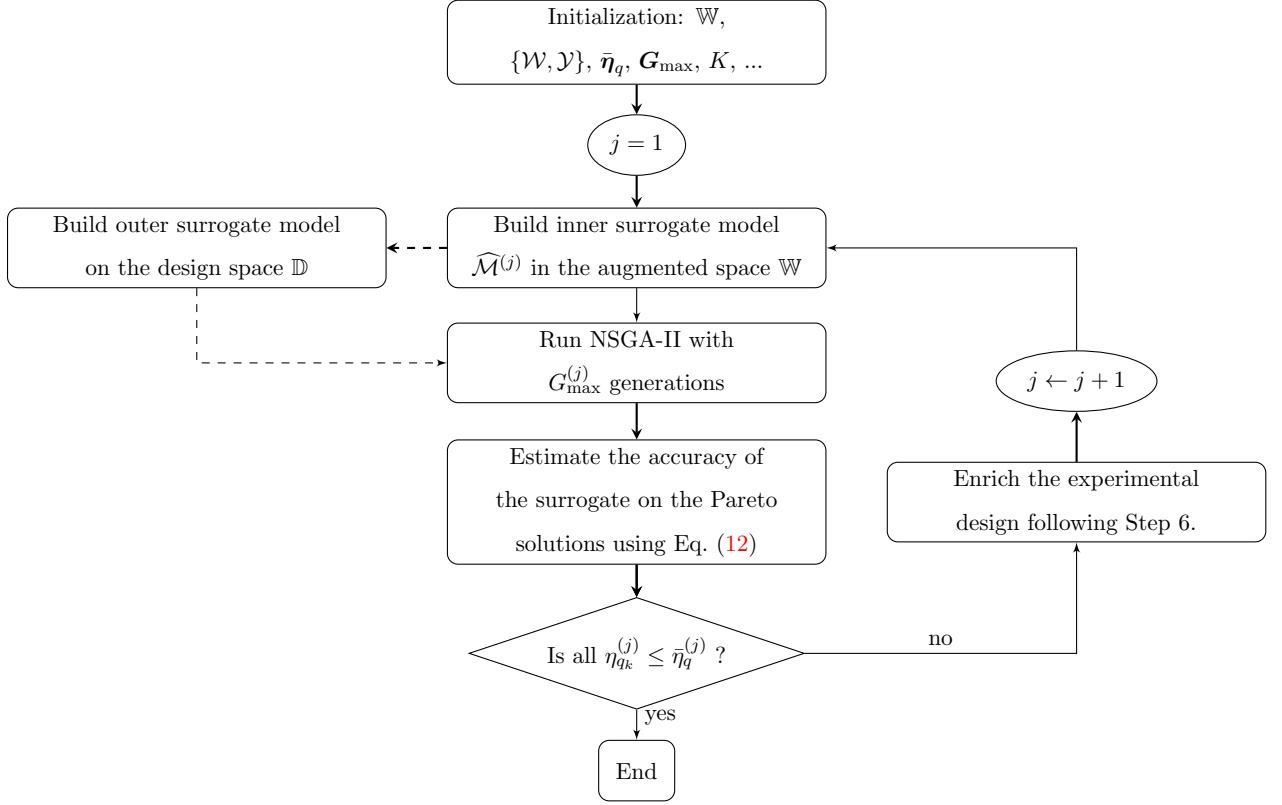 Initialization: 𝕎,
{𝒲, 𝒴}, η̄_q, G_max, K, ...
j = 1
Build outer surrogate model
on the design space 𝔻
Build inner surrogate model
ℳ̂^(j) in the augmented space 𝕎
Run NSGA-II with
G_max^(j) generations
j ← j + 1
Estimate the accuracy of
the surrogate on the Pareto
solutions using Eq. (12)
Enrich the experimental
design following Step 6.
Is all η_{q_k}^(j) ≤ η̄_q^(j) ?
no
yes
End